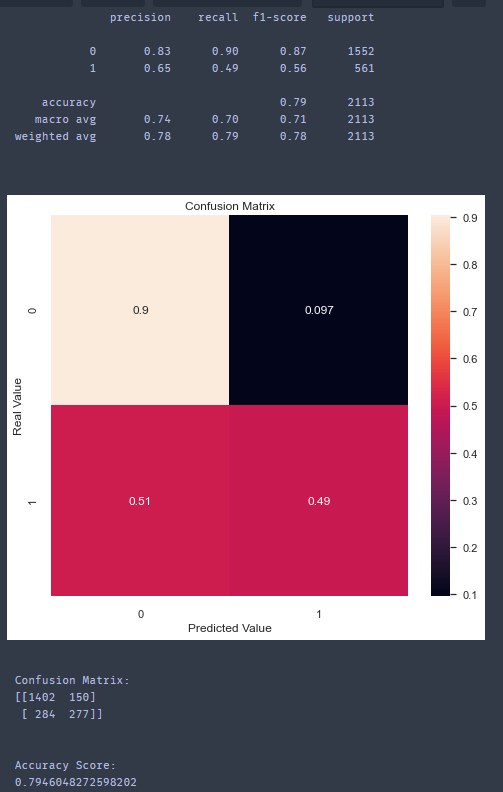 precision recall f1-score support
0 0.83 0.90 0.87 1552
1 0.65 0.49 0.56 561
accuracy 0.79 2113
macro avg 0.74 0.70 0.71 2113
weighted avg 0.78 0.79 0.78 2113
Confusion Matrix
0.9
0.8
0.7
0.6
0.5
0.4
0.3
0.2
0.1
0 0.9 0.097
Real Value
1 0.51 0.49
0 1
Predicted Value
Confusion Matrix:
[[1402 150]
[ 284 277]]
Accuracy Score:
0.7946048272598202